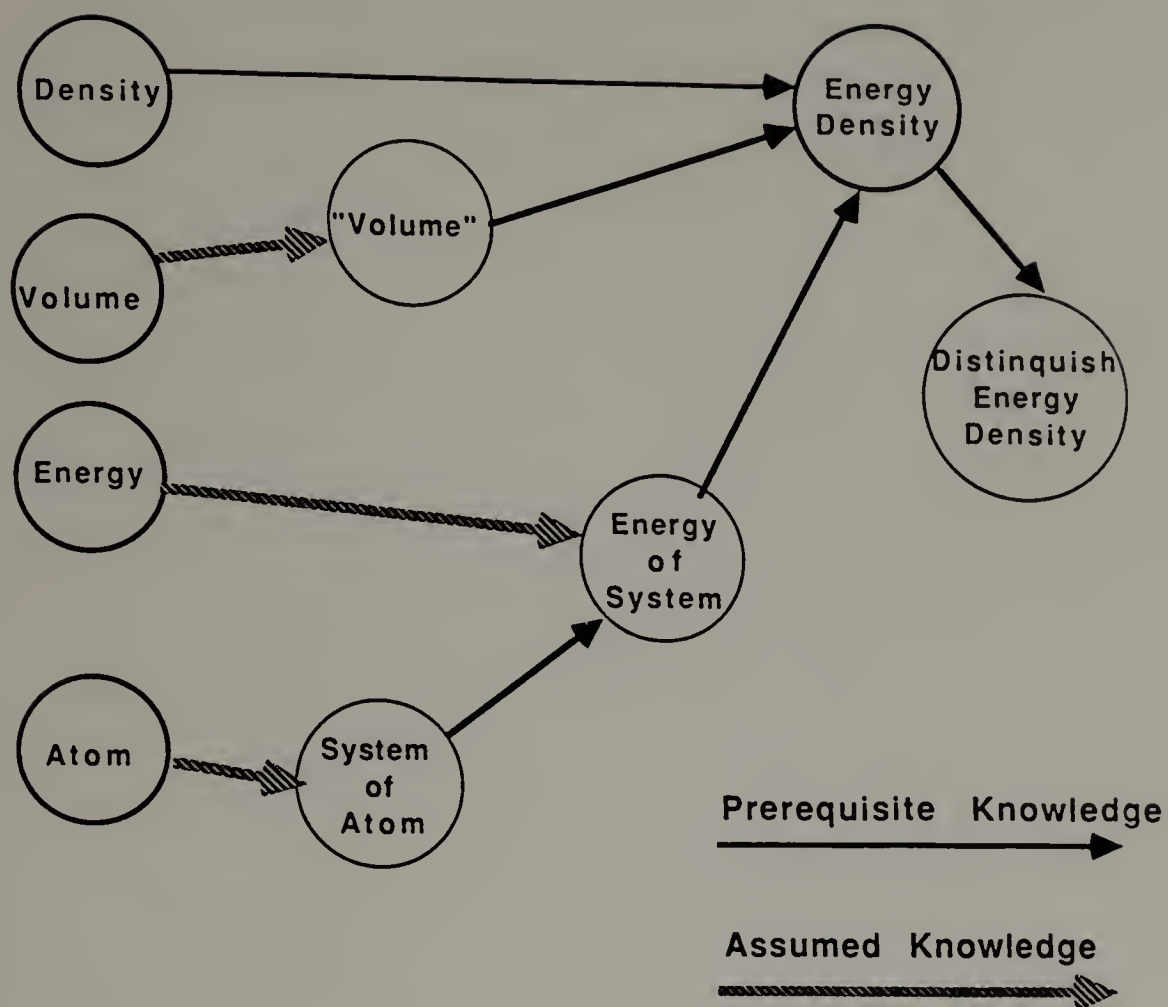 Density
Energy
Density
"Volume"
Volume
Distinquish
Energy
Density
Energy
Energy
of
System
Atom
System
of
Atom
Prerequisite Knowledge
Assumed Knowledge